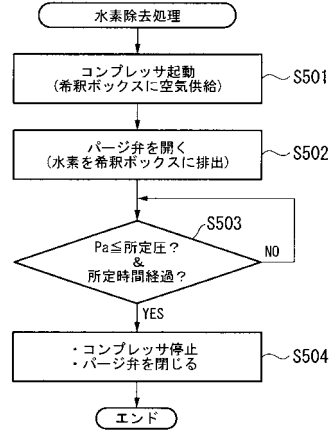 水素除去処理
コンプレッサ起動
(希釈ボックスに空気供給)
S501
パージ弁を開く
(水素を希釈ボックスに排出)
S502
S503
Pa≦所定圧?
&
所定時間経過?
NO
YES
・コンプレッサ停止
・パージ弁を閉じる
S504
エンド